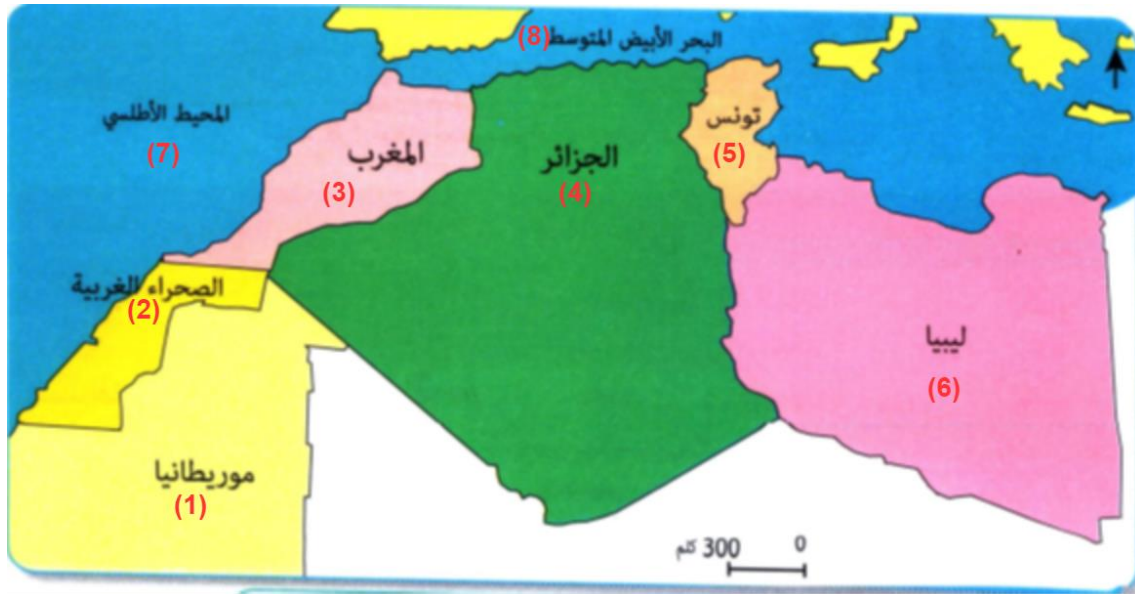 البحر الأبيض المتوسط (8)
المحيط الأطلسي
(7)
المغرب
(3)
الجزائر
(4)
تونس
(5)
الصحراء الغربية
(2)
ليبيا
(6)
موريطانيا
(1)
0 300 كلم